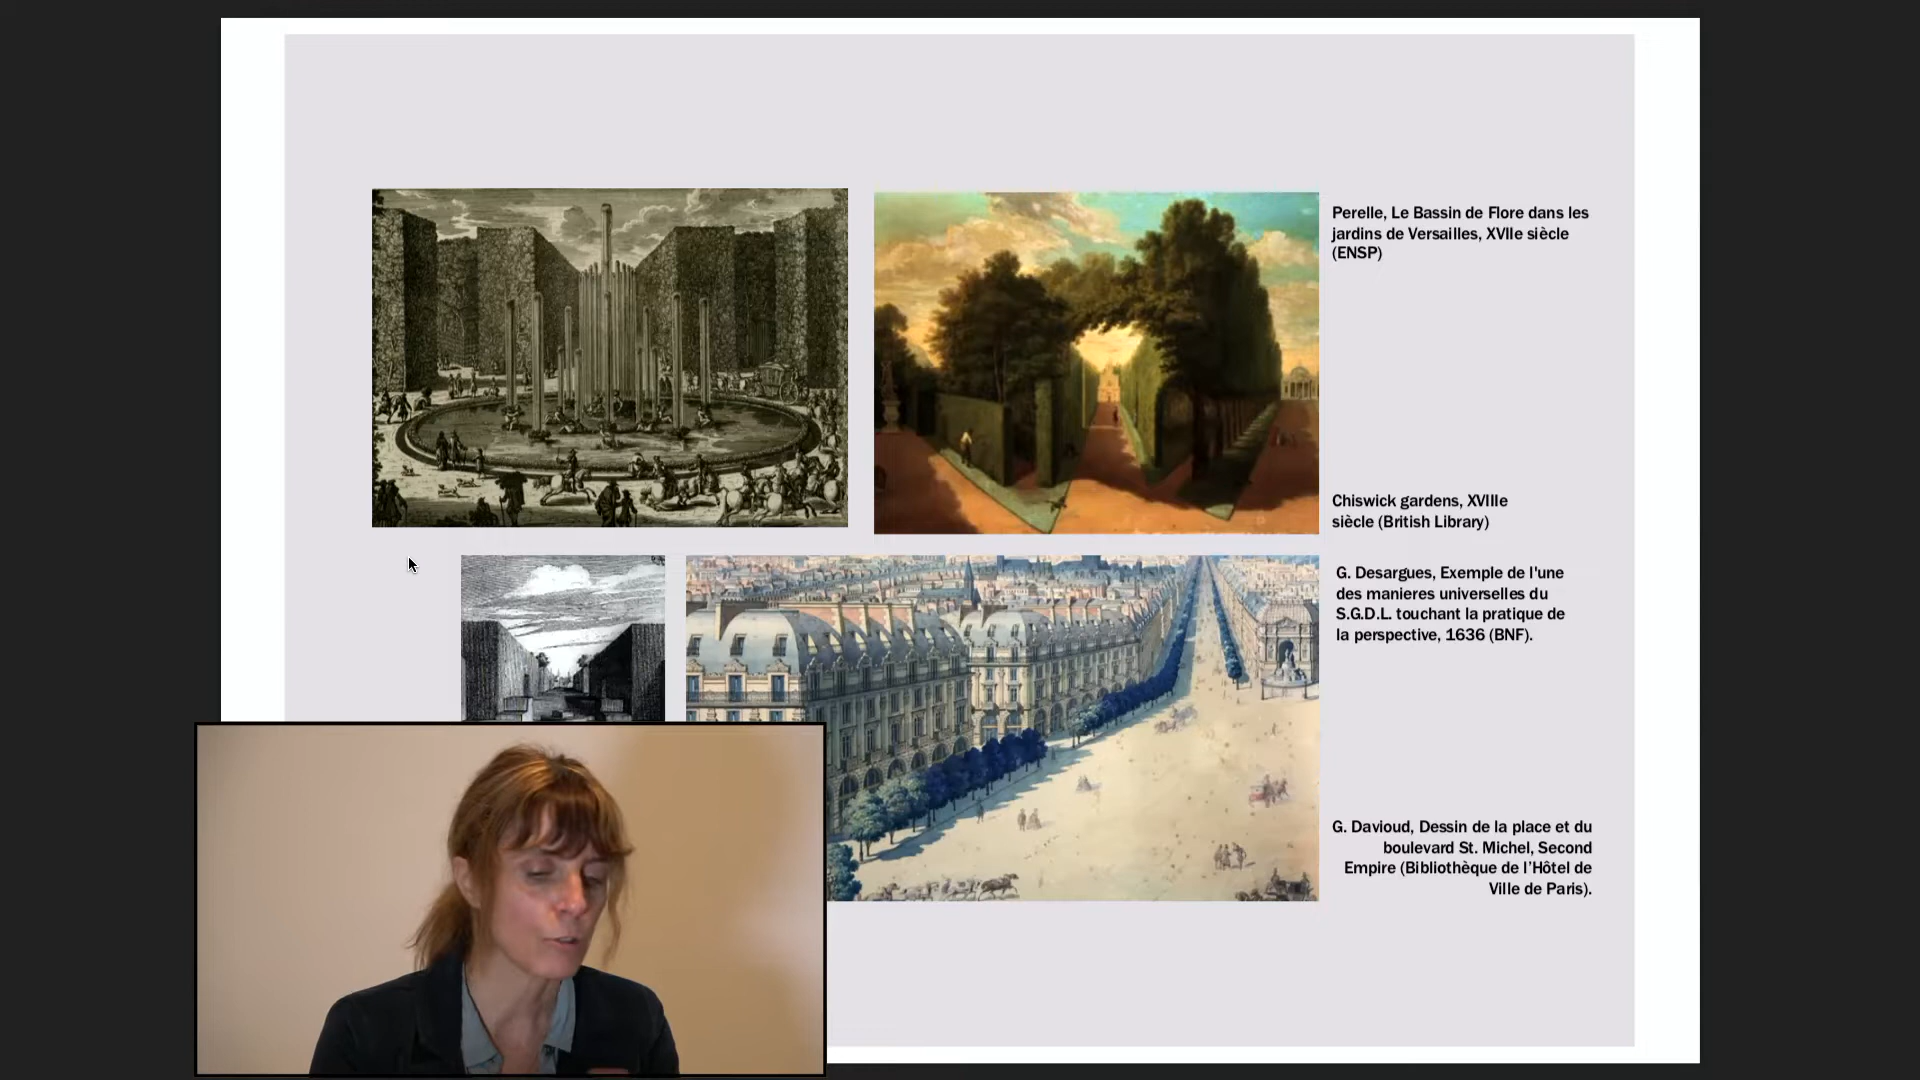 Perelle, Le Bassin de Flore dans les
jardins de Versailles, XVIIe siècle
(ENSP)
Chiswick gardens, XVIIIe
siècle (British Library)
G. Desargues, Exemple de l'une
des manieres universelles du
S.G.D.L. touchant la pratique de
la perspective, 1636 (BNF).
G. Davioud, Dessin de la place et du
boulevard St. Michel, Second
Empire (Bibliothèque de l’Hôtel de
Ville de Paris).